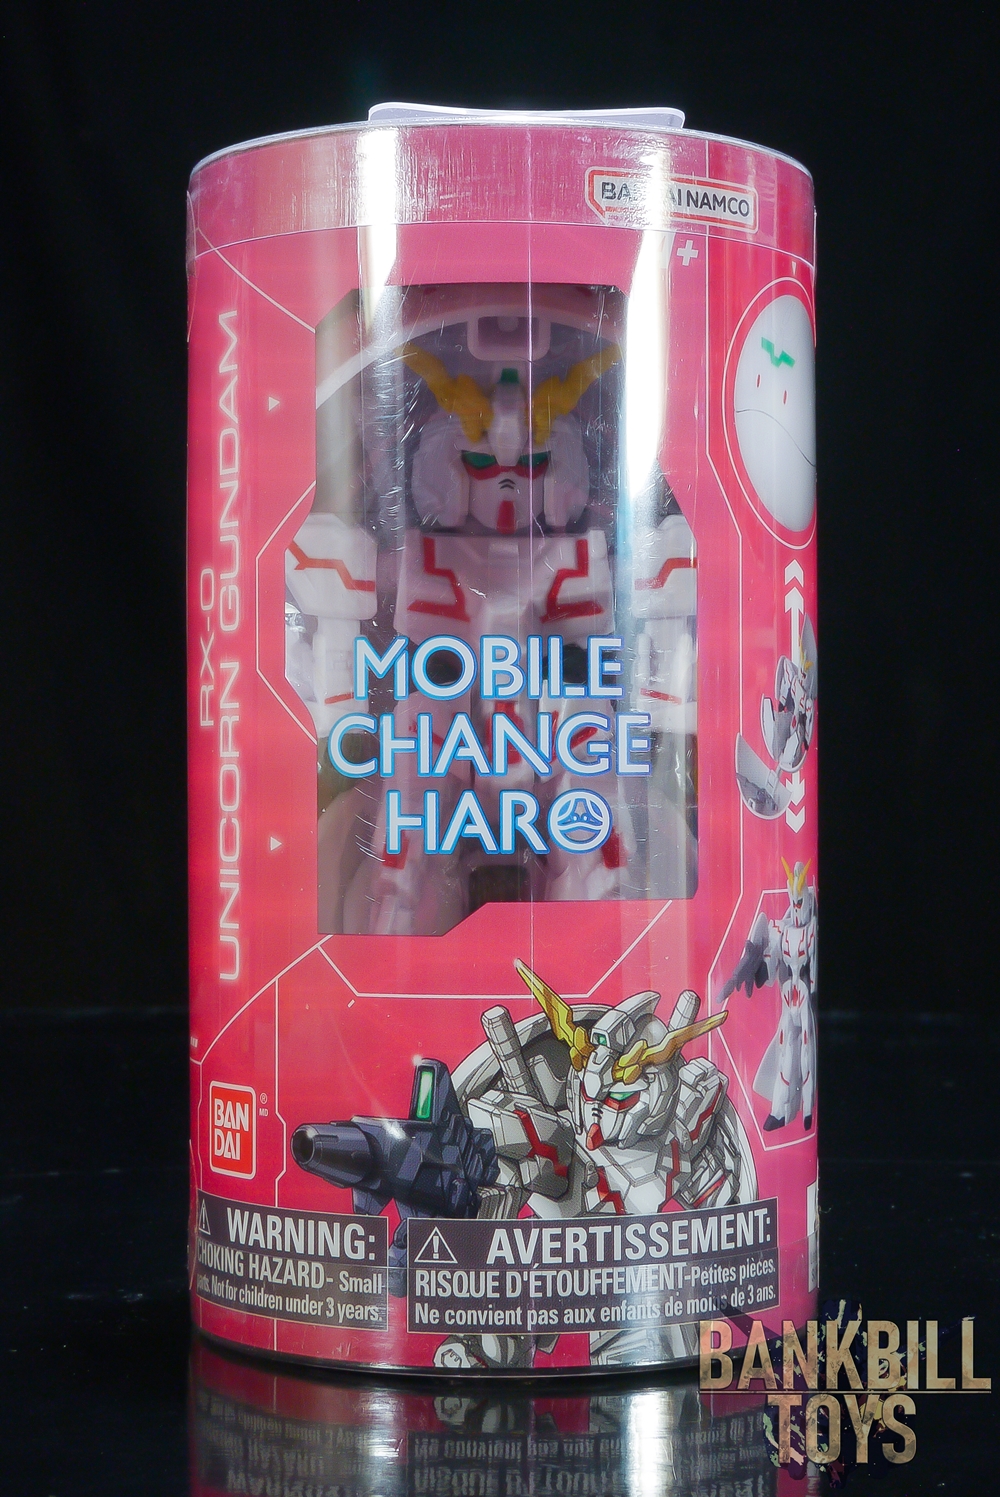 BANDAI NAMCO
RX-0
UNICORN GUNDAM
MOBILE
CHANGE
HARO
BAN
DAI
®
MD
WARNING:
CHOKING HAZARD- Small
parts. Not for children under 3 years.
AVERTISSEMENT:
RISQUE D'ÉTOUFFEMENT-Petites pièces.
Ne convient pas aux enfants de moins de 3 ans.
BANKBILL
TOYS